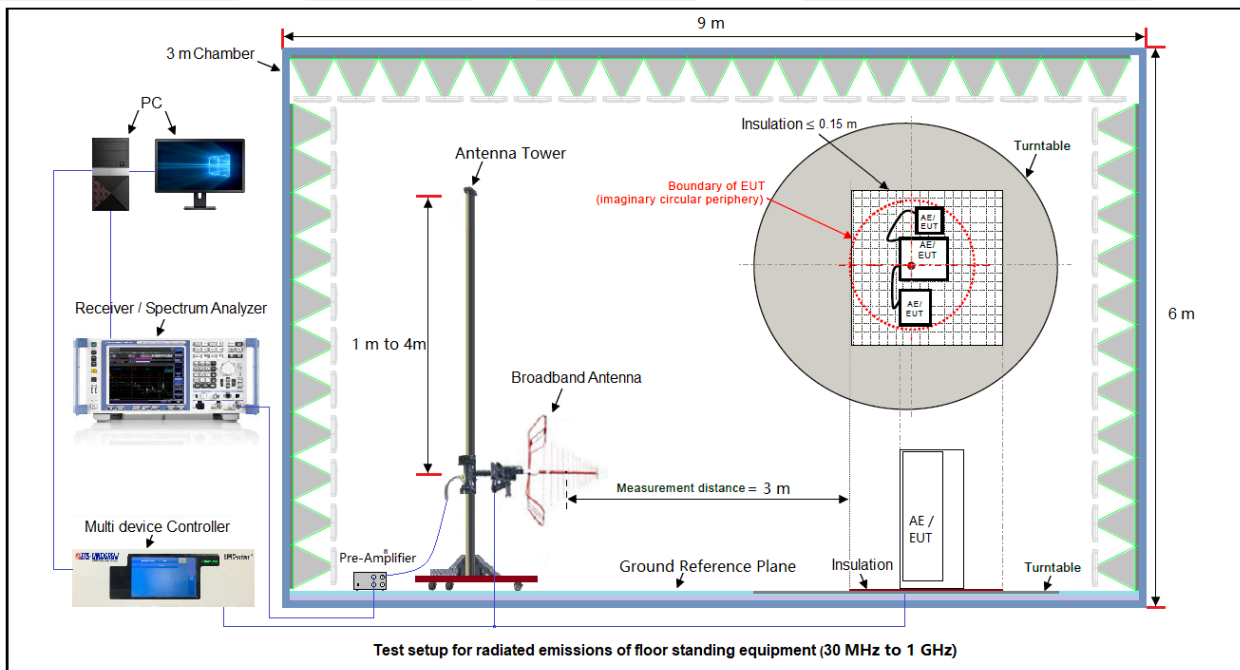 9 m
3 m Chamber
PC
Insulation ≤ 0.15 m
Antenna Tower
Turntable
Boundary of EUT
(imaginary circular periphery)
AE/
EUT
AE/
EUT
AE/
EUT
Receiver / Spectrum Analyzer
6 m
1 m to 4m
Broadband Antenna
Measurement distance = 3 m
Multi device Controller
AE /
EUT
Pre-Amplifier
Ground Reference Plane
Insulation
Turntable
Test setup for radiated emissions of floor standing equipment (30 MHz to 1 GHz)